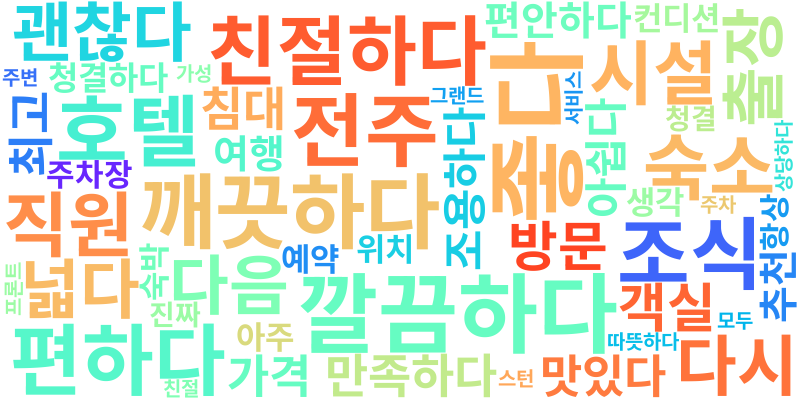 괜찮다
친절하다
편안하다
컨디션
출장
주변
청결하다
가성
침대
그랜드
좋다
서비스
시설
최고
호텔
전주
여행
청결
아쉽다
상당하다
주차장
조용하다
숙소
깨끗하다
생각
주차
직원
방문
조식
항상
추천
예약
위치
넓다
숙박
다음
프론트
진짜
깔끔하다
객실
모두
편하다
아주
따뜻하다
친절
가격
만족하다
스턴
맛있다
다시